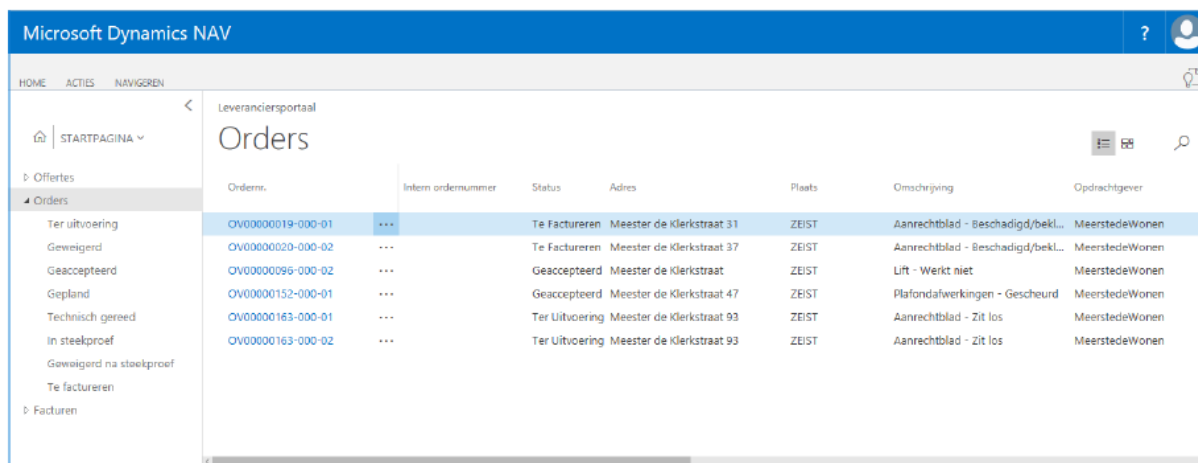 Microsoft Dynamics NAV ?
HOME ACTIES NAVIGEREN
Leveranciersportaal
STARTPAGINA
Orders
Offertes
Orders
Ter uitvoering
Geweigerd
Geaccepteerd
Gepland
Technisch gereed
In steekproef
Geweigerd na steekproef
Te factureren
Facturen
Ordernr. Intern ordernummer Status Adres Plaats Omschrijving Opdrachtgever
OV00000019-000-01 ... Te Factureren Meester de Klerkstraat 31 ZEIST Aanrechtblad - Beschadigd/bekl... MeerstedeWonen
OV00000020-000-02 ... Te Factureren Meester de Klerkstraat 37 ZEIST Aanrechtblad - Beschadigd/bekl... MeerstedeWonen
OV00000096-000-02 ... Geaccepteerd Meester de Klerkstraat ZEIST Lift - Werkt niet MeerstedeWonen
OV00000152-000-01 ... Geaccepteerd Meester de Klerkstraat 47 ZEIST Plafondafwerkingen - Gescheurd MeerstedeWonen
OV00000163-000-01 ... Ter Uitvoering Meester de Klerkstraat 93 ZEIST Aanrechtblad - Zit los MeerstedeWonen
OV00000163-000-02 ... Ter Uitvoering Meester de Klerkstraat 93 ZEIST Aanrechtblad - Zit los MeerstedeWonen